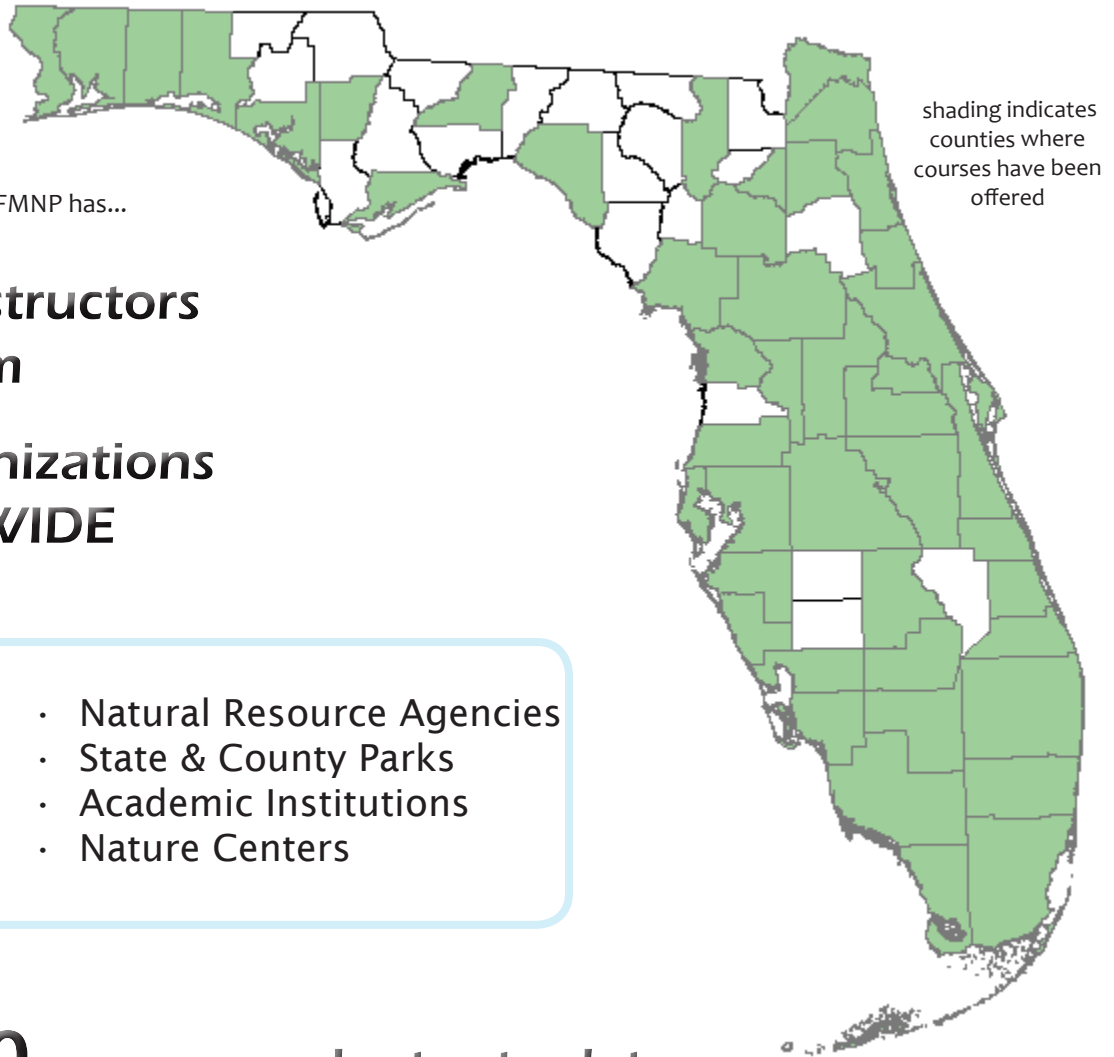 shading indicates
counties where
courses have been
offered
FMNP has...
structors
nizations
WIDE
· Natural Resource Agencies
· State & County Parks
· Academic Institutions
· Nature Centers